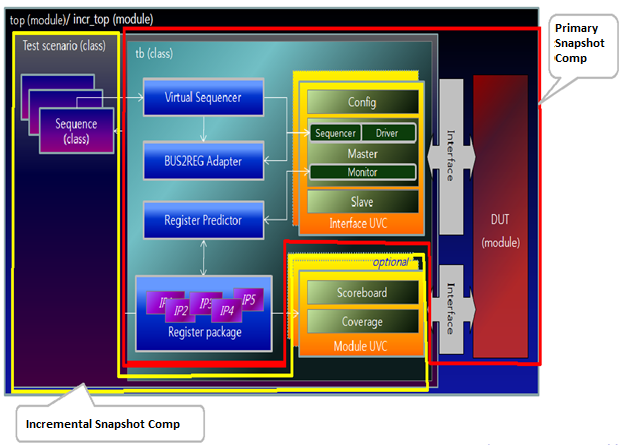 top (module)/ incr_top (module)
Primary
Snapshot
Comp
Test scenario (class)
tb (class)
Sequence
(class)
Virtual Sequencer
BUS2REG Adapter
Register Predictor
IP2
IP4
IP5
Register package
Config
Sequencer
Driver
Master
Monitor
Slave
Interface UVC
optional
Scoreboard
Coverage
Module UVC
Interface
Interface
DUT
(module)
Incremental Snapshot Comp